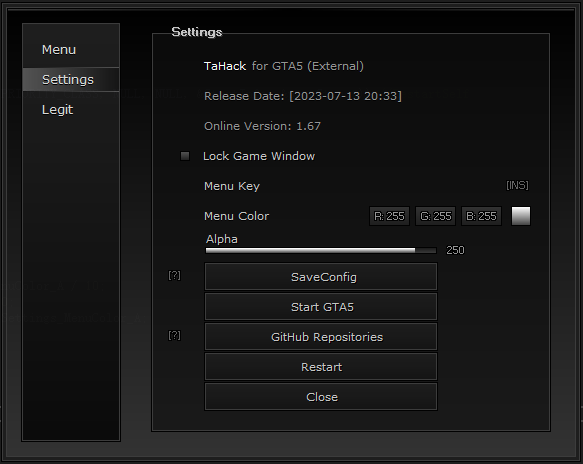 Menu
Settings
Legit
Settings
TaHack for GTA5 (External)
Release Date: [2023-07-13 20:33]
Online Version: 1.67
Lock Game Window
Menu Key [INS]
Menu Color R: 255 G: 255 B: 255
Alpha
250
[?] SaveConfig
Start GTA5
[?] GitHub Repositories
Restart
Close